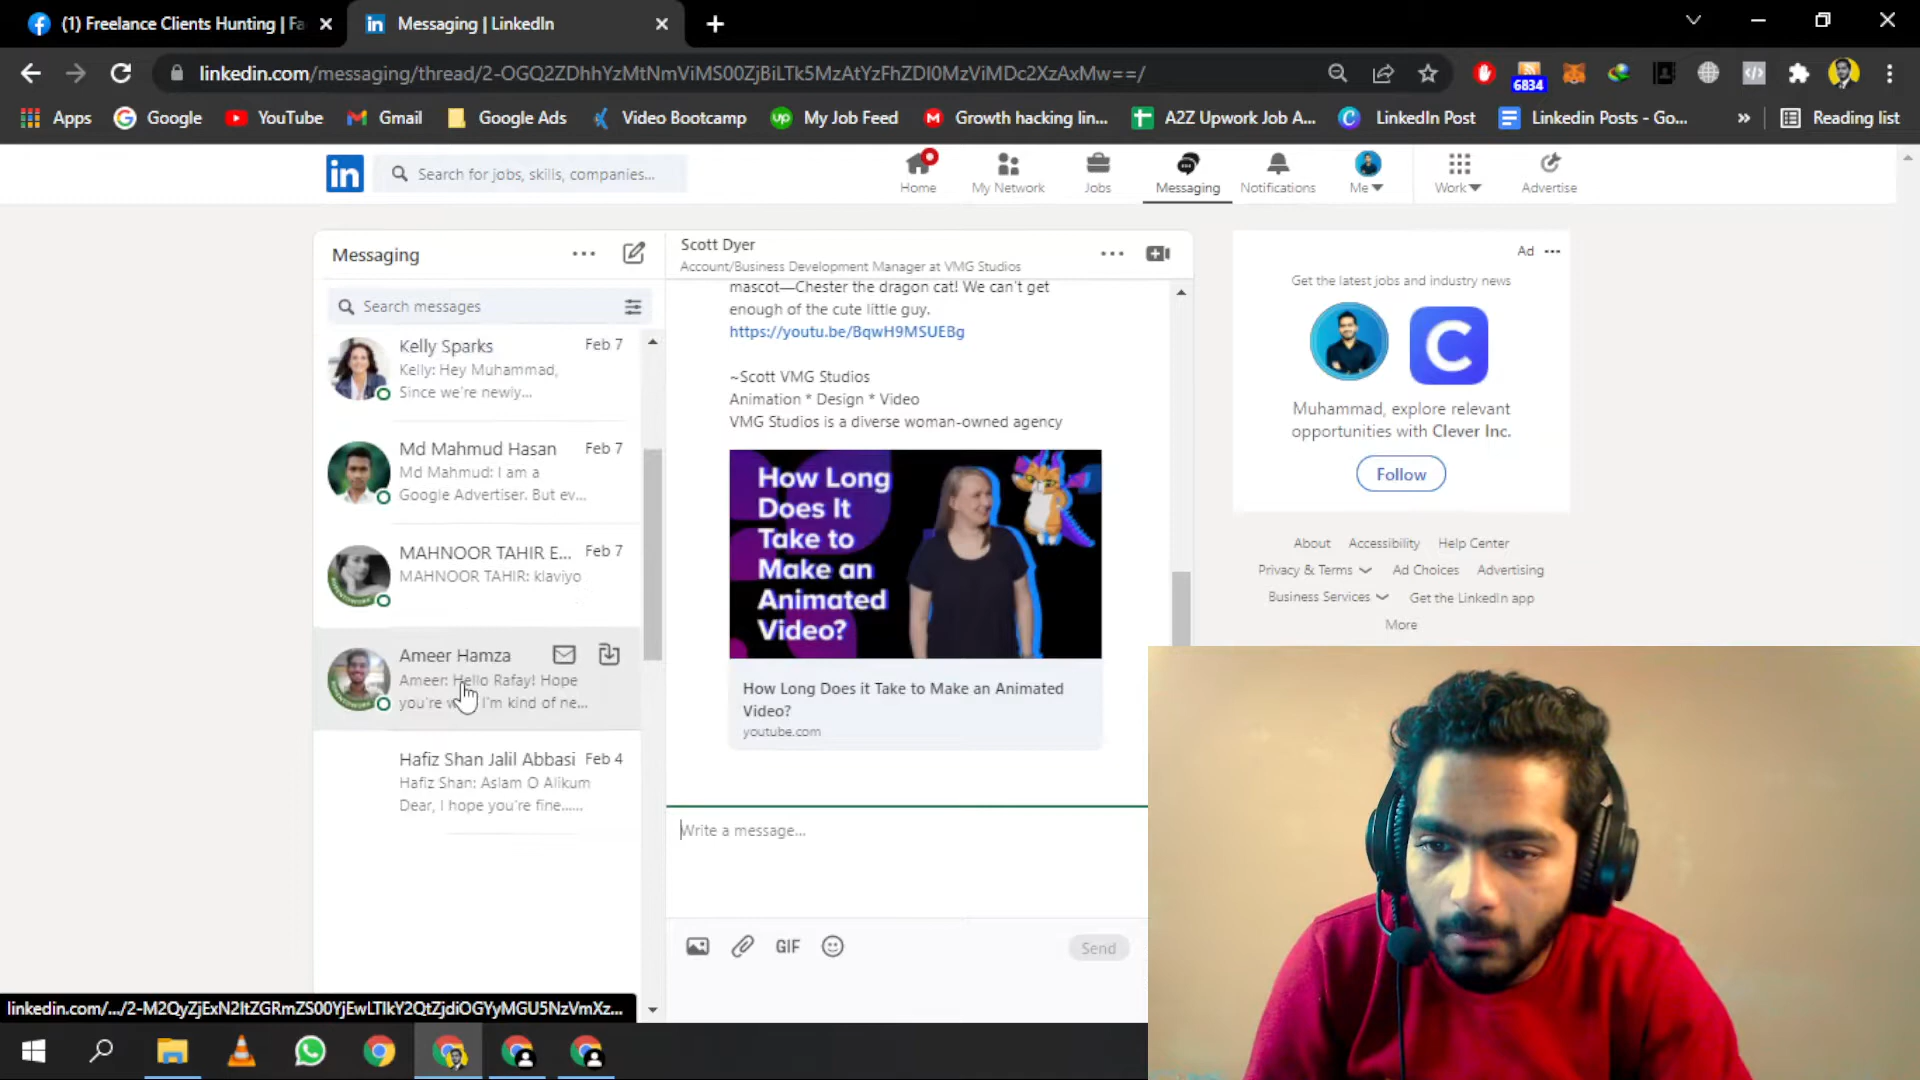 (1) Freelance Clients Hunting | Fa
Messaging | LinkedIn
linkedin.com/messaging/thread/2-OGQ2ZDhhYzMtNmViMS00ZjBiLTk5MzAtYzFhZDI0MzViMDc2XzAxMw==/
6834
Apps
Google
YouTube
Gmail
Google Ads
Video Bootcamp
up
My Job Feed
M
Growth hacking lin...
A2Z Upwork Job A...
LinkedIn Post
Linkedin Posts - Go...
»
Reading list
in
Search for jobs, skills, companies...
Home
My Network
Jobs
Messaging
Notifications
Me
Work
Advertise
Messaging
Search messages
Kelly Sparks
Feb 7
Kelly: Hey Muhammad,
Since we're newly...
Md Mahmud Hasan
Feb 7
Md Mahmud: I am a
Google Advertiser. But ev...
MAHNOOR TAHIR E...
Feb 7
MAHNOOR TAHIR: klaviyo
Ameer Hamza
Ameer: Hello Rafay! Hope
you're w I'm kind of ne...
Hafiz Shan Jalil Abbasi
Feb 4
Hafiz Shan: Aslam O Alikum
Dear, I hope you're fine......
Scott Dyer
Account/Business Development Manager at VMG Studios
mascot—Chester the dragon cat! We can't get
enough of the cute little guy.
https://youtu.be/BqwH9MSUEBg
~Scott VMG Studios
Animation * Design * Video
VMG Studios is a diverse woman-owned agency
How Long
Does It
Take to
Make an
Animated
Video?
How Long Does it Take to Make an Animated
Video?
youtube.com
Write a message...
GIF
Send
Ad
Get the latest jobs and industry news
C
Muhammad, explore relevant
opportunities with Clever Inc.
Follow
About
Accessibility
Help Center
Privacy & Terms
Ad Choices
Advertising
Business Services
Get the LinkedIn app
More
linkedin.com/.../2-M2QyZjExN2ItZGRmZS00YjEwLTlkY2QtZjdiOGYyMGU5NzVmXz...